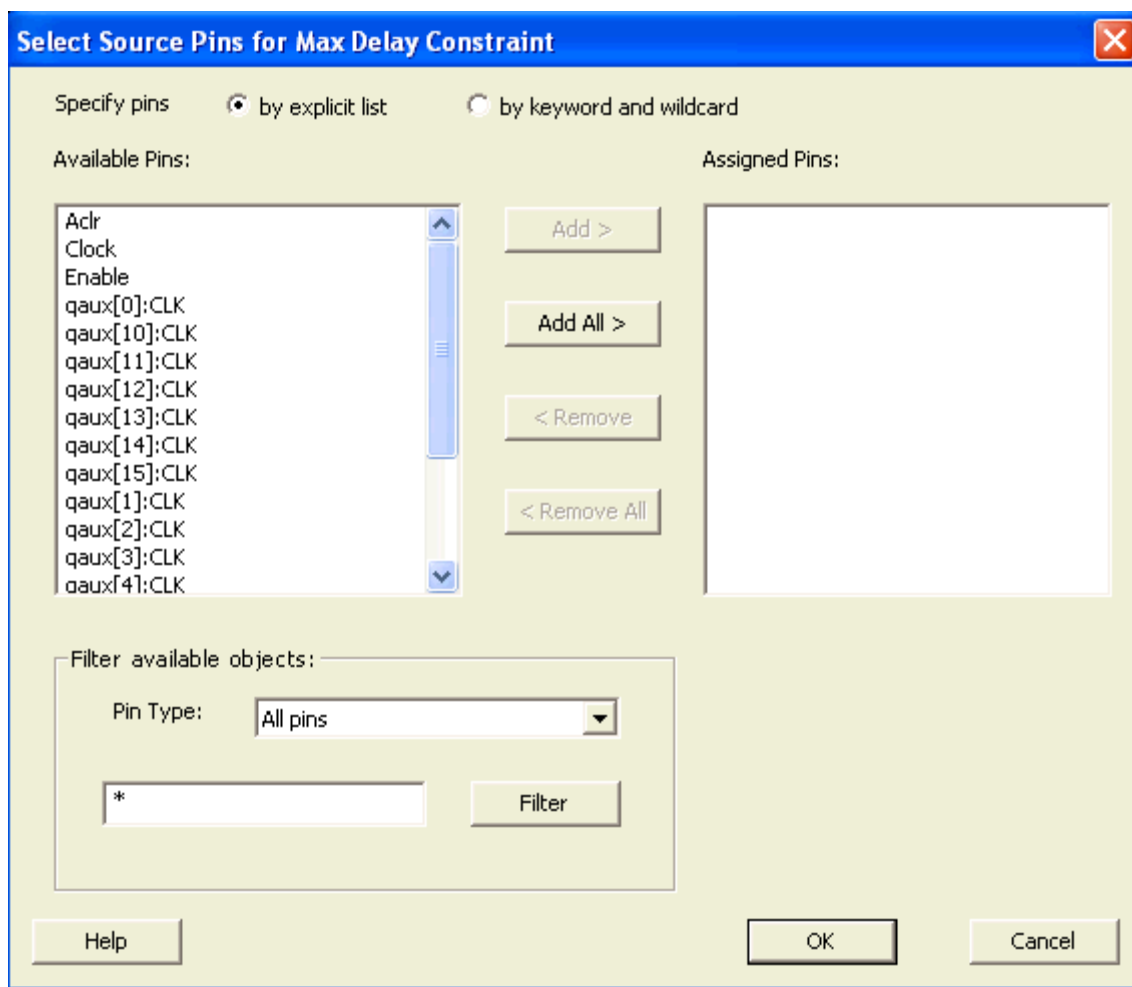 Select Source Pins for Max Delay Constraint
Specify pins by explicit list by keyword and wildcard
Available Pins: Assigned Pins:
Aclr
Clock
Enable
qaux[0]:CLK
qaux[10]:CLK
qaux[11]:CLK
qaux[12]:CLK
qaux[13]:CLK
qaux[14]:CLK
qaux[15]:CLK
qaux[1]:CLK
qaux[2]:CLK
qaux[3]:CLK
qaux[4]:CLK
Add >
Add All >
< Remove
< Remove All
Filter available objects:
Pin Type: All pins
* Filter
Help OK Cancel